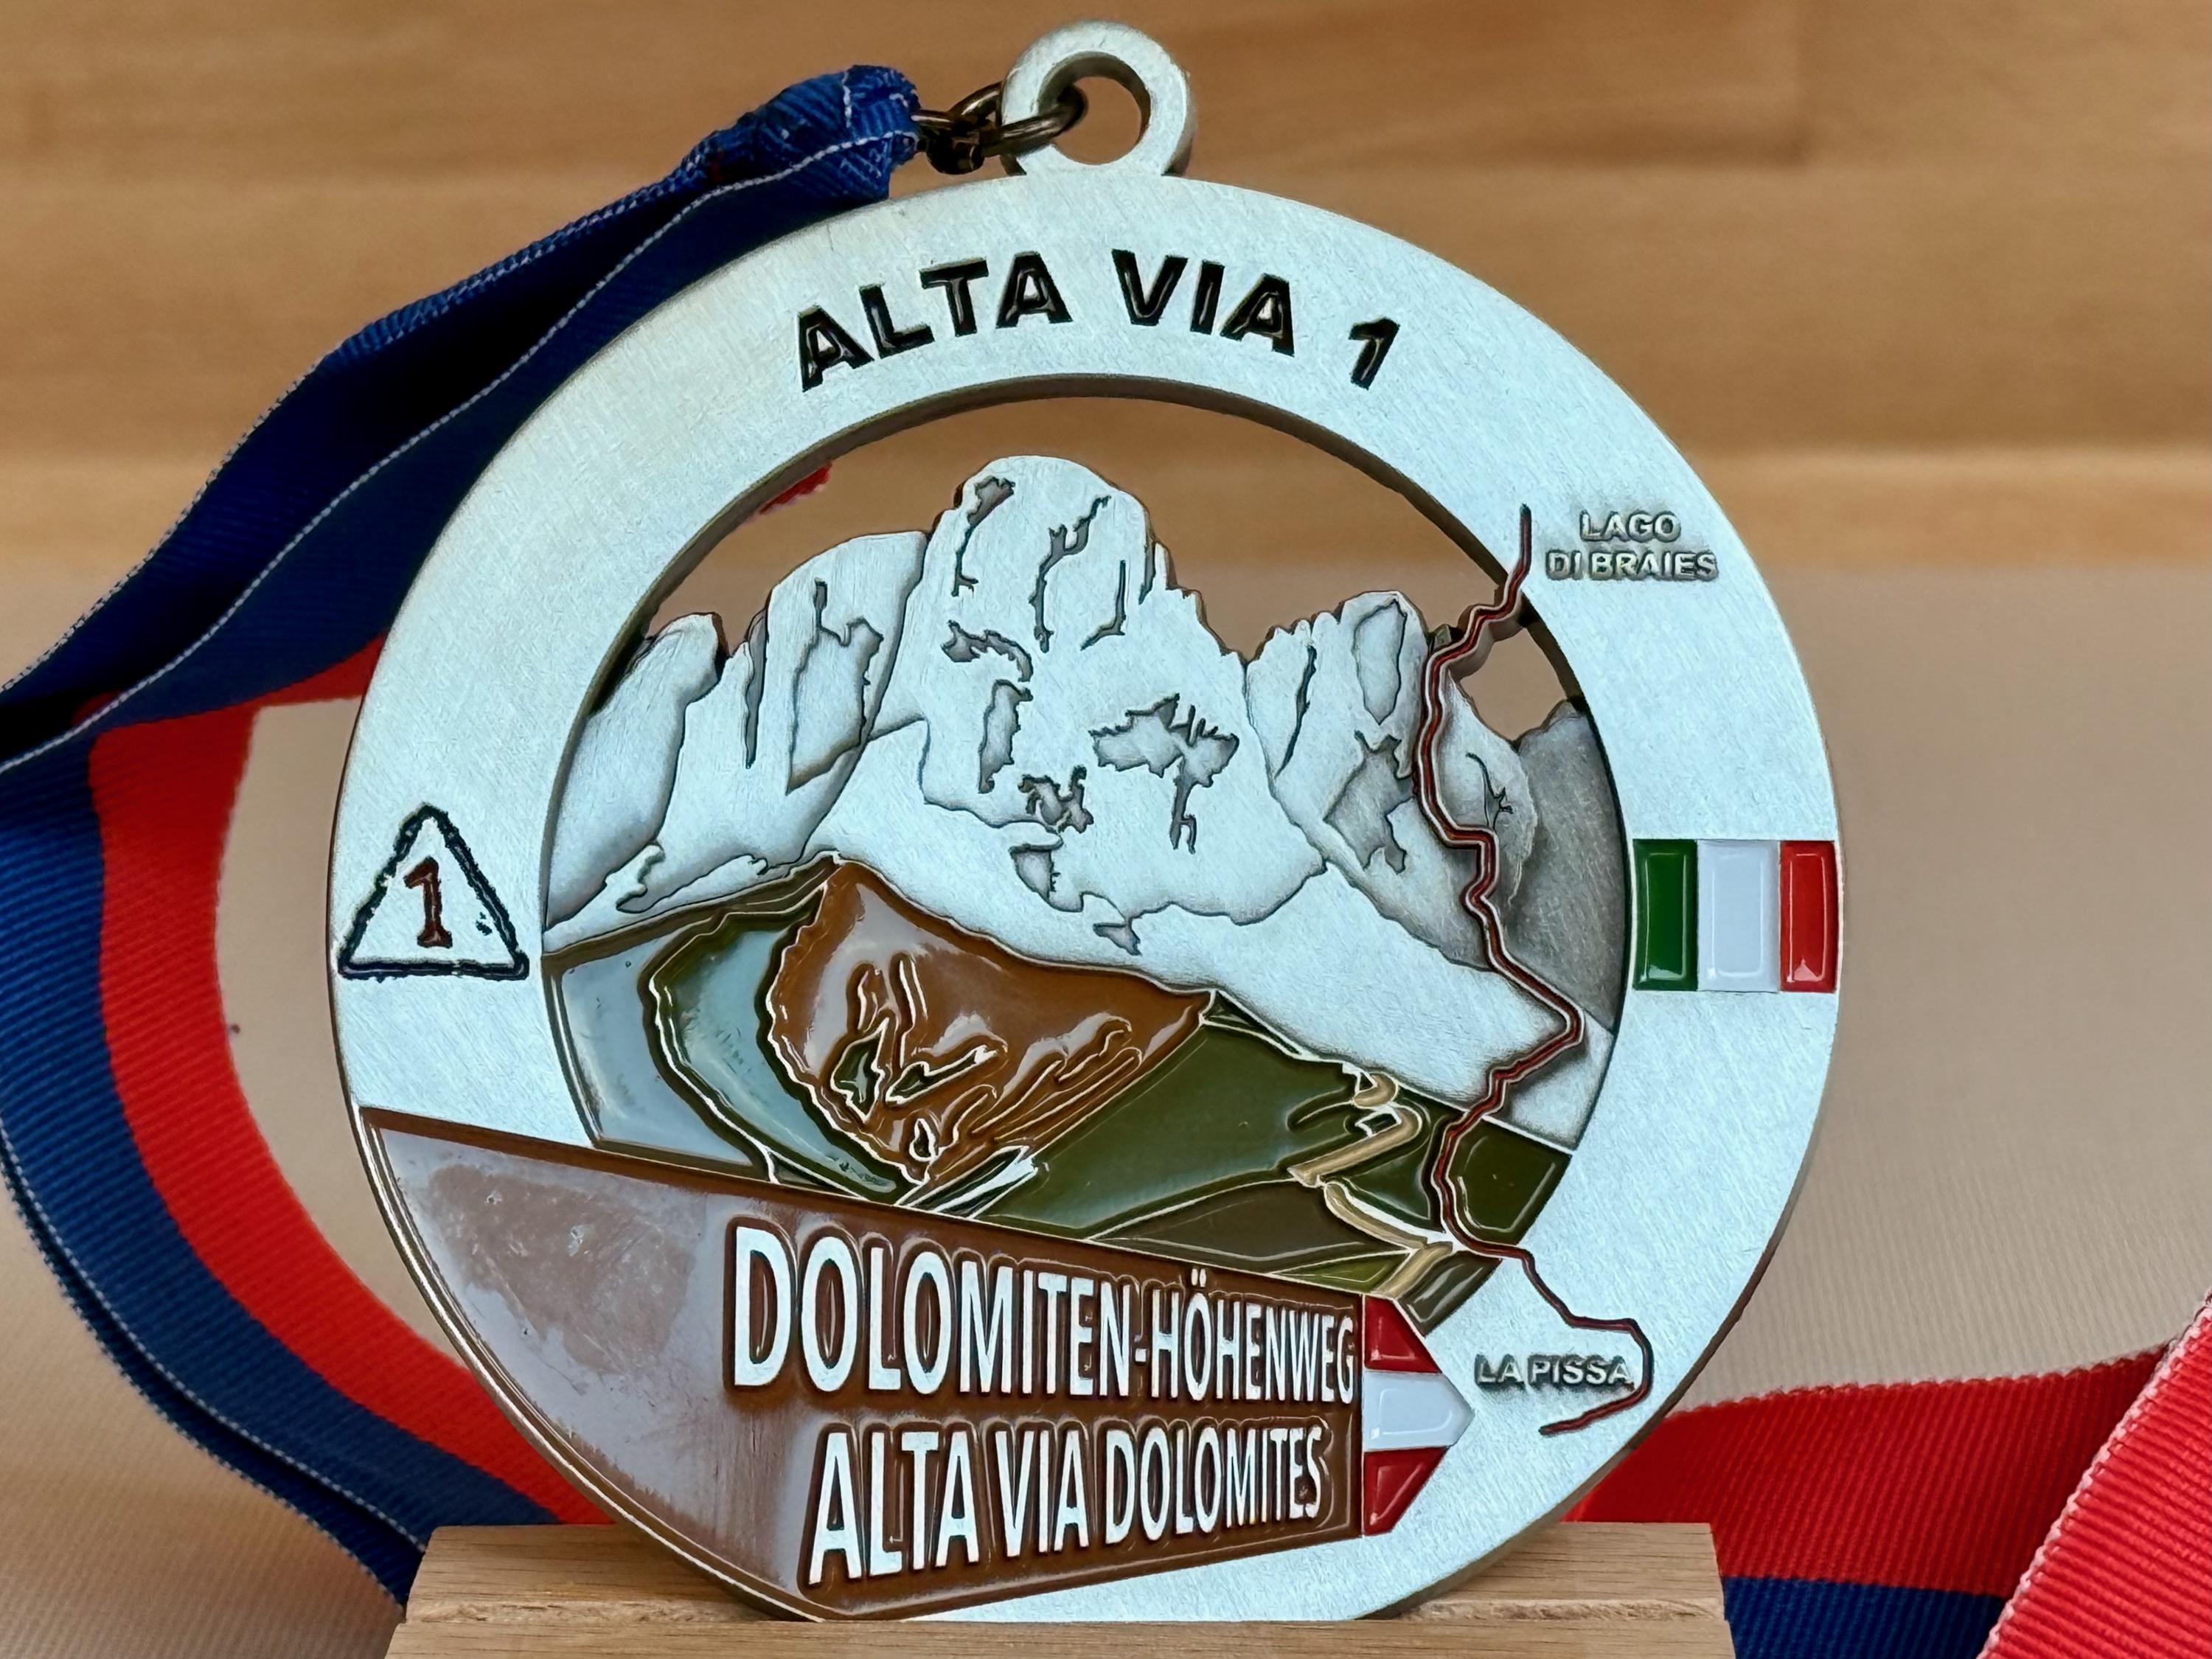 ALTA VIA 1
LAGO
DI BRAIES
1
DOLOMITEN-HÖHENWEG
ALTA VIA DOLOMITES
LA PISSA